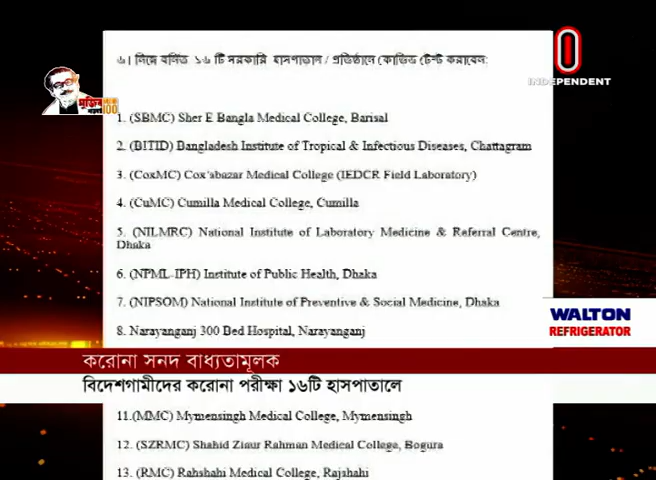 ৬। নিম্নে বর্নিত ১৬ টি সরকারি হাসপাতাল / প্রতিষ্ঠানে কোভিড টেস্ট করাবেন:
INDEPENDENT
মুজিব
100
1. (SBMC) Sher E Bangla Medical College, Barisal
2. (BITID) Bangladesh Institute of Tropical & Infectious Diseases, Chattagram
3. (CoxMC) Cox'sbazar Medical College (IEDCR Field Laboratory)
4. (CuMC) Cumilla Medical College, Cumilla
5. (NILMRC) National Institute of Laboratory Medicine & Referral Centre,
Dhaka
6. (NPML-IPH) Institute of Public Health, Dhaka
7. (NIPSOM) National Institute of Preventive & Social Medicine, Dhaka
8. Narayanganj 300 Bed Hospital, Narayanganj
WALTON
REFRIGERATOR
করোনা সনদ বাধ্যতামূলক
বিদেশগামীদের করোনা পরীক্ষা ১৬টি হাসপাতালে
11.(MMC) Mymensingh Medical College, Mymensingh
12. (SZRMC) Shahid Ziaur Rahman Medical College, Bogura
13. (RMC) Rahshahi Medical College, Rajshahi